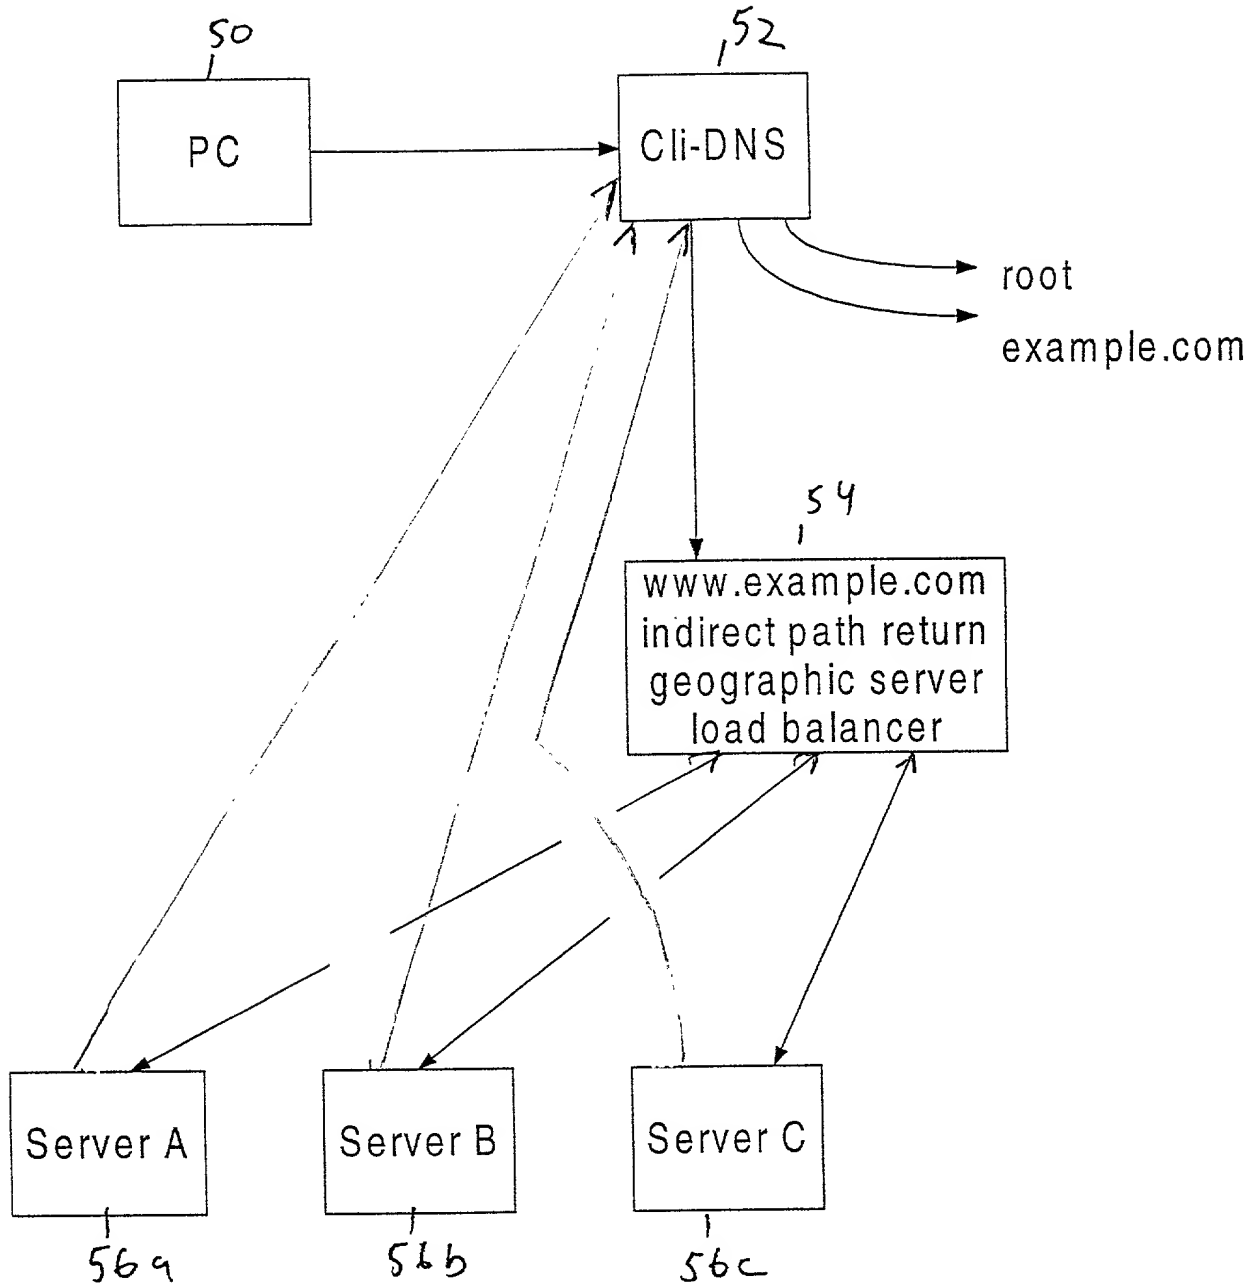 50
52
PC
Cli-DNS
root
example.com
54
www.example.com
indirect path return
geographic server
load balancer
Server A
Server B
Server C
56a
56b
56c